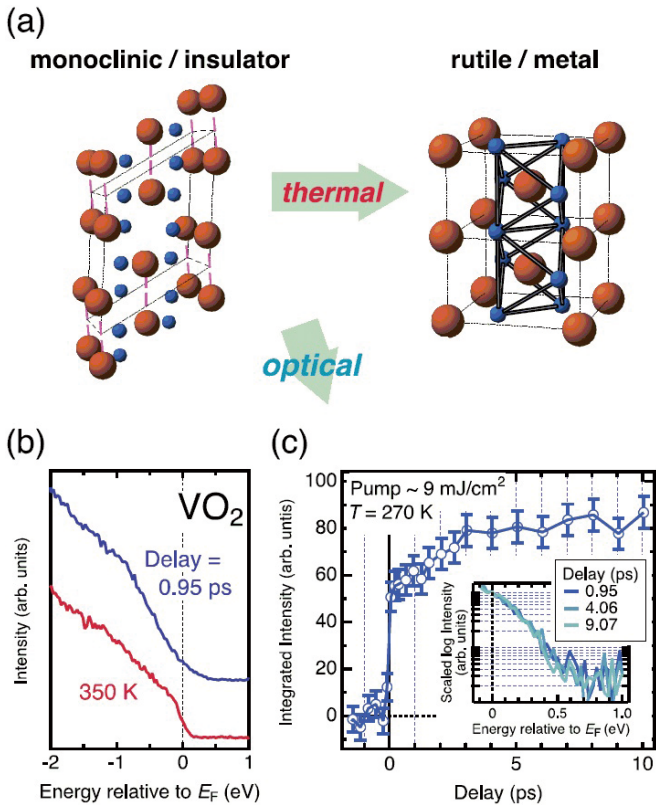 (a)
monoclinic / insulator
rutile / metal
thermal
optical
(b)
VO2
Delay =
0.95 ps
350 K
Intensity (arb. units)
-2
-1
0
1
Energy relative to EF (eV)
(c)
Pump ~ 9 mJ/cm2
T = 270 K
Integrated Intensity (arb. untis)
100
80
60
40
20
0
0
5
10
Delay (ps)
Delay (ps)
0.95
4.06
9.07
Scaled log Intensity
(arb. units)
0
0.5
1.0
Energy relative to EF (eV)